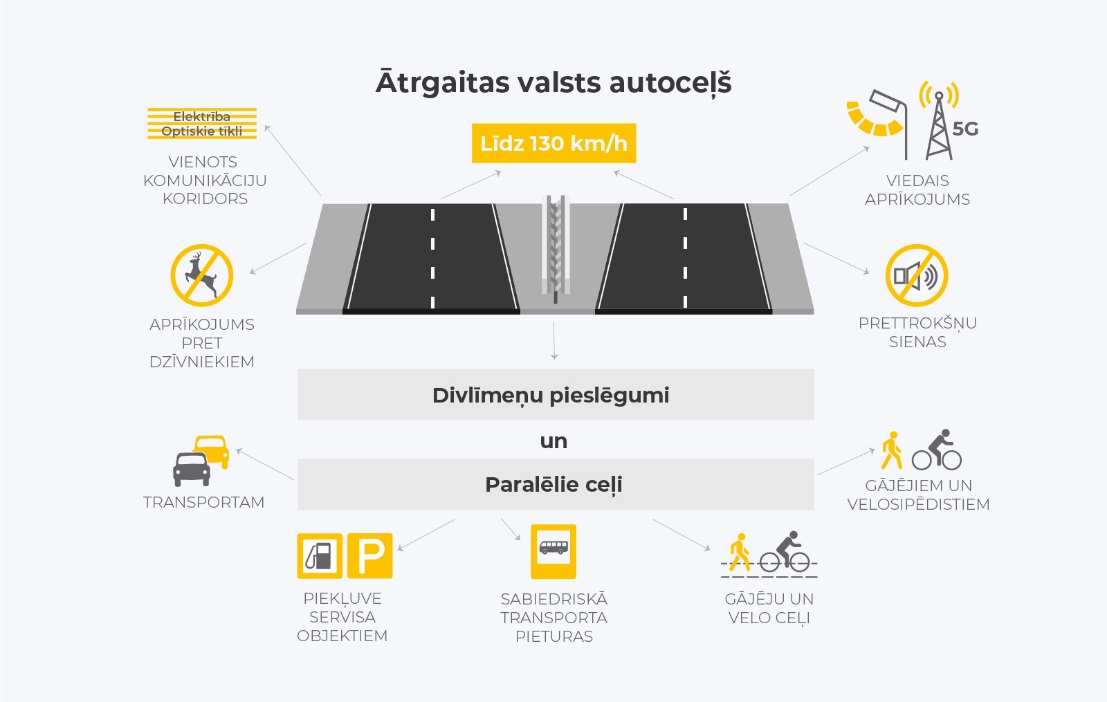 Ātrgaitas valsts autoceļš
Līdz 130 km/h
Elektrība
Optiskie tīkli
VIENOTS
KOMUNIKĀCIJU
KORIDORS
5G
VIEDAIS
APRĪKOJUMS
APRĪKOJUMS
PRET
DZĪVNIEKIEM
PRETTROKŠŅU
SIENAS
Divlīmeņu pieslēgumi
un
Paralēlie ceļi
TRANSPORTAM
GĀJĒJIEM UN
VELOSIPĒDISTIEM
P
PIEKĻUVE
SERVISA
OBJEKTIEM
SABIEDRISKĀ
TRANSPORTA
PIETURAS
GĀJĒJU UN
VELO CEĻI